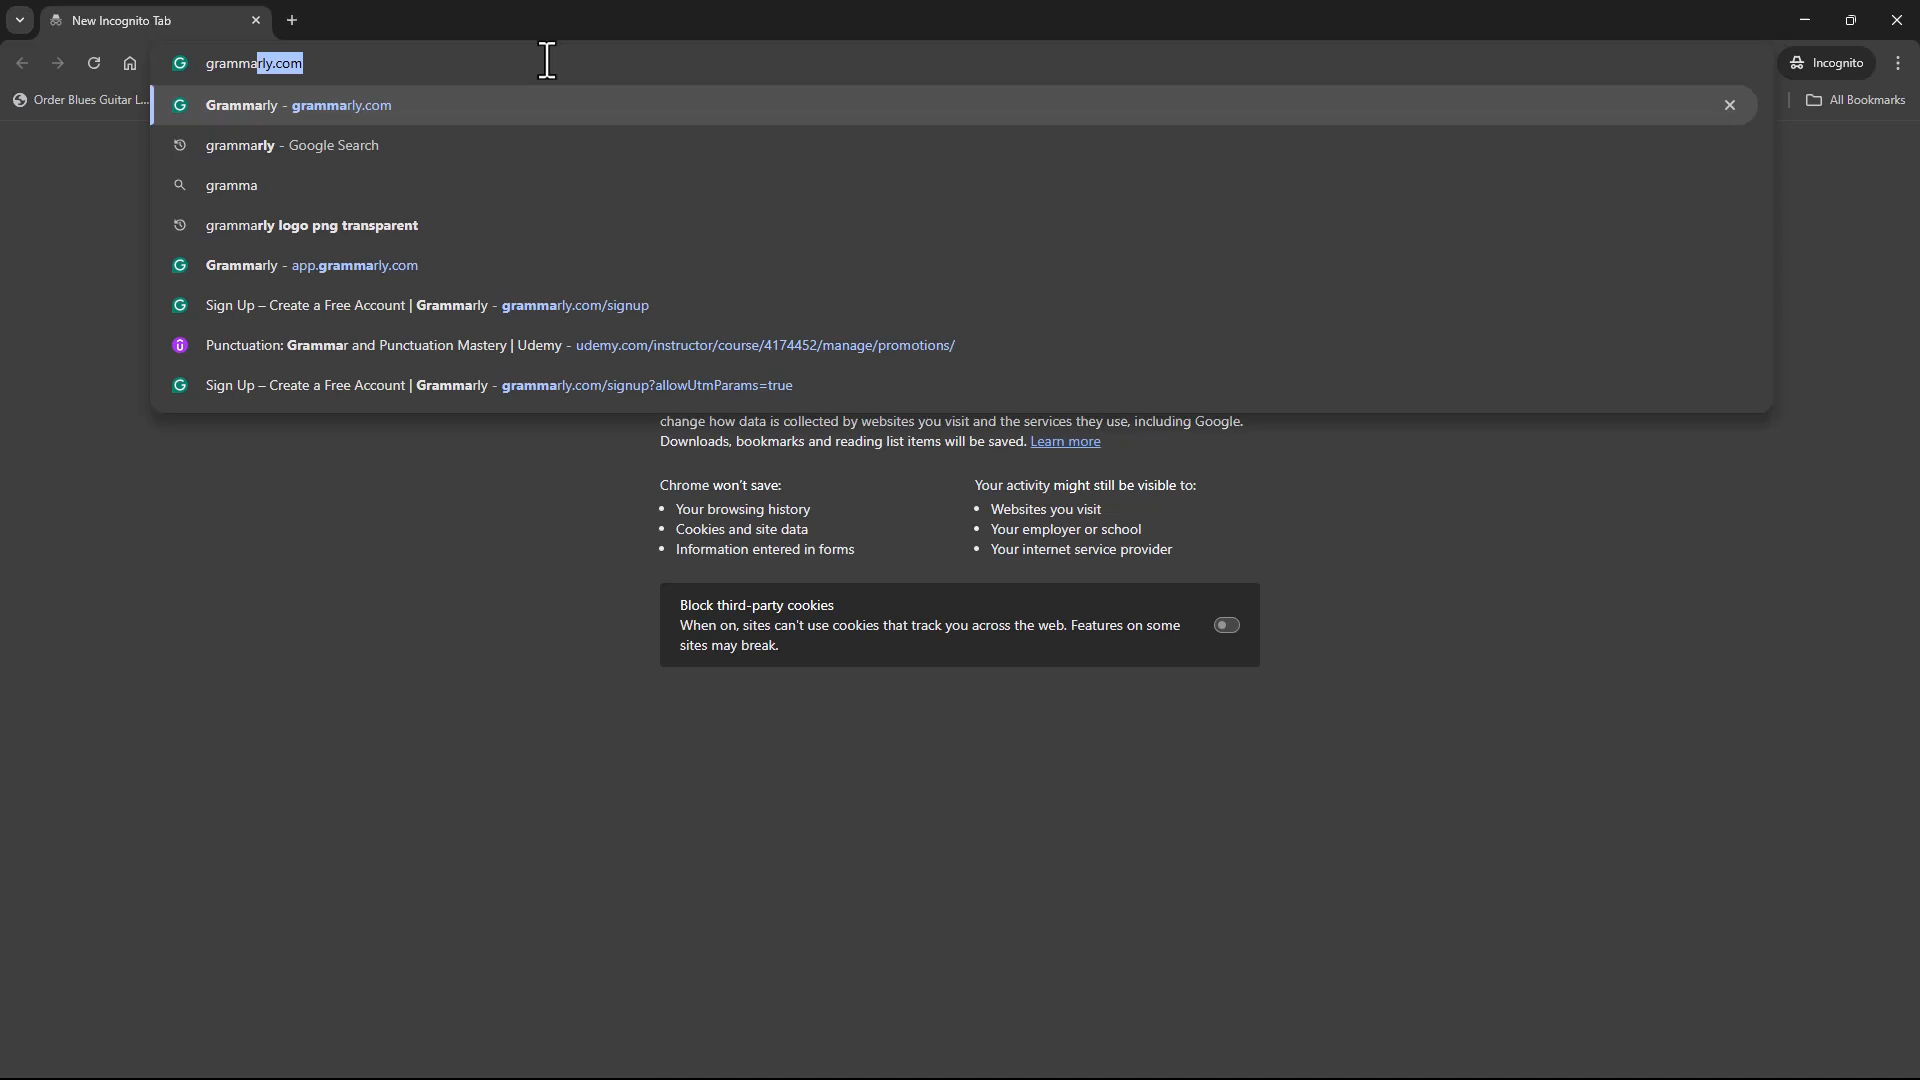 New Incognito Tab
grammarly.com
Incognito
Order Blues Guitar L...
All Bookmarks
Grammarly - grammarly.com
grammarly - Google Search
gramma
grammarly logo png transparent
Grammarly - app.grammarly.com
Sign Up – Create a Free Account | Grammarly - grammarly.com/signup
Punctuation: Grammar and Punctuation Mastery | Udemy - udemy.com/instructor/course/4174452/manage/promotions/
Sign Up – Create a Free Account | Grammarly - grammarly.com/signup?allowUtmParams=true
change how data is collected by websites you visit and the services they use, including Google.
Downloads, bookmarks and reading list items will be saved. Learn more
Chrome won't save:
• Your browsing history
• Cookies and site data
• Information entered in forms
Your activity might still be visible to:
• Websites you visit
• Your employer or school
• Your internet service provider
Block third-party cookies
When on, sites can't use cookies that track you across the web. Features on some
sites may break.